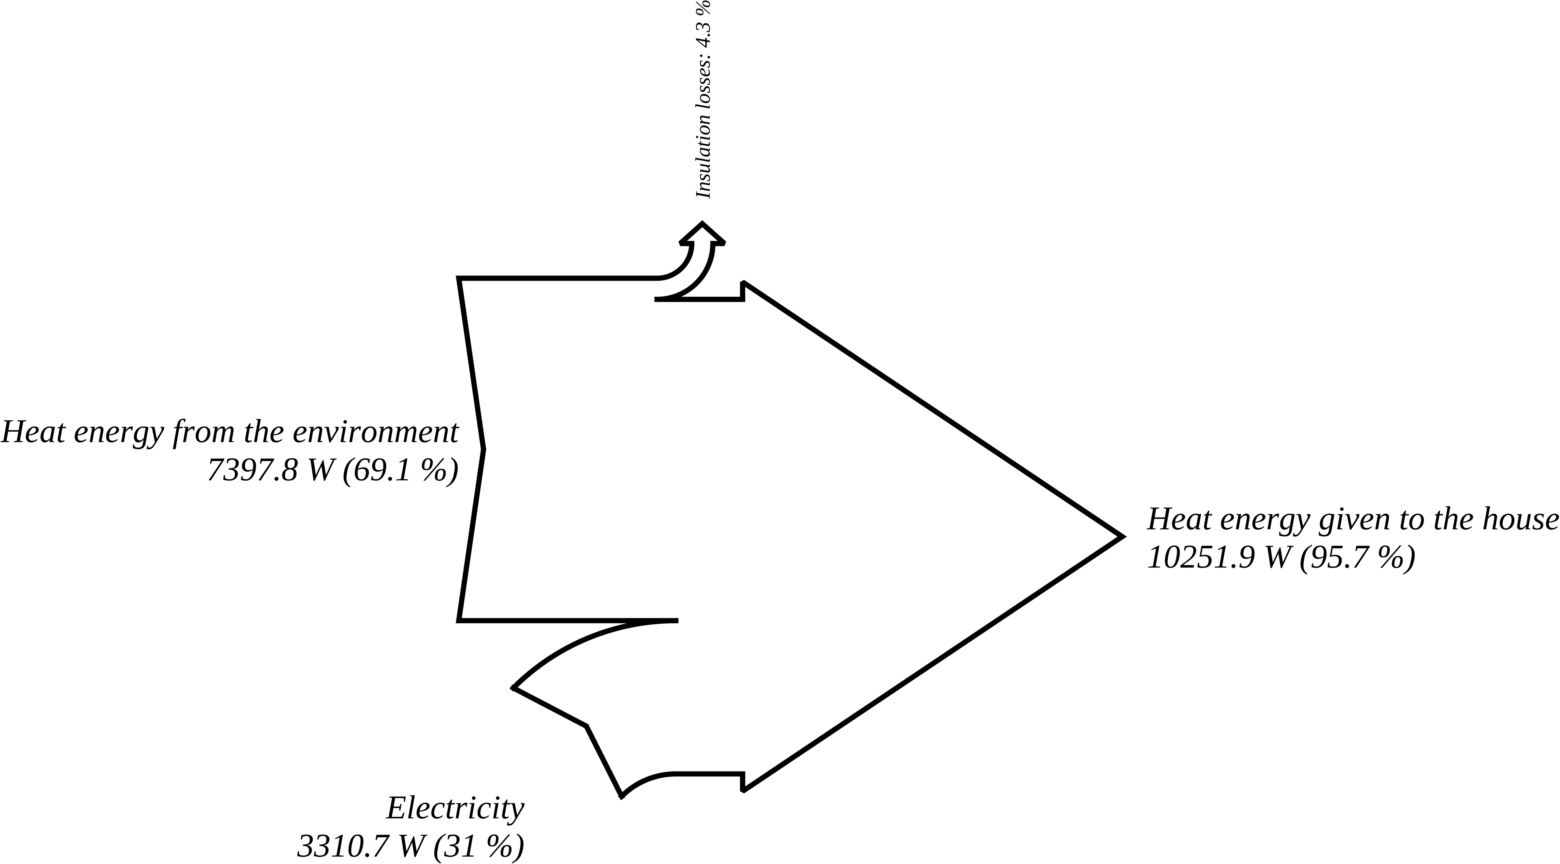 Insulation losses: 4.3 %
Heat energy from the environment
7397.8 W (69.1 %)
Heat energy given to the house
10251.9 W (95.7 %)
Electricity
3310.7 W (31 %)